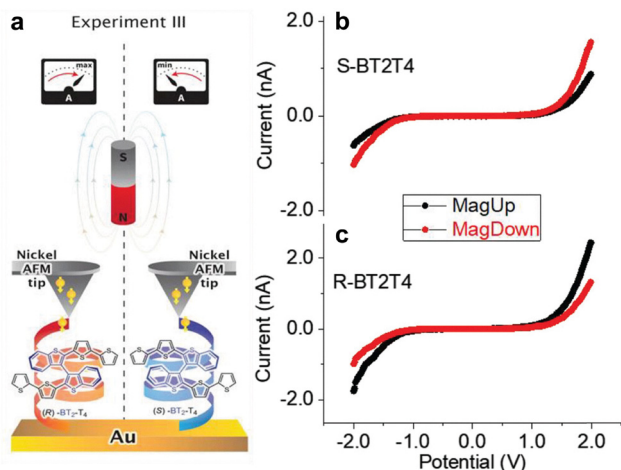 a
Experiment III
max
A
min
A
S
N
Nickel
AFM
tip
Nickel
AFM
tip
S
S
S
S
S
S
S
S
(R) -BT2-T4
(S) -BT2-T4
Au
b
S-BT2T4
Current (nA)
0.0
-2.0
MagUp
MagDown
c
R-BT2T4
Current (nA)
2.0
0.0
-2.0
-2.0 -1.0 0.0 1.0 2.0
Potential (V)